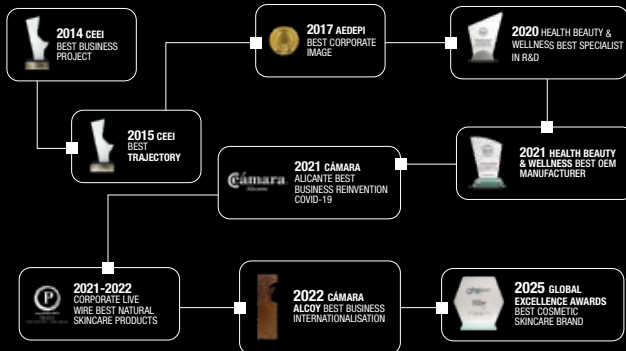 2014 CEEI
BEST BUSINESS
PROJECT
2015 CEEI
BEST
TRAJECTORY
2017 AEDEPI
BEST CORPORATE
IMAGE
2020 HEALTH BEAUTY &
WELLNESS BEST SPECIALIST
IN R&D
2021 HEALTH BEAUTY
& WELLNESS BEST OEM
MANUFACTURER
Cámara
Alicante
2021 CÁMARA
ALICANTE BEST
BUSINESS REINVENTION
COVID-19
P
2021-2022
CORPORATE LIVE
WIRE BEST NATURAL
SKINCARE PRODUCTS
2022 CÁMARA
ALCOY BEST BUSINESS
INTERNATIONALISATION
2025 GLOBAL
EXCELLENCE AWARDS
BEST COSMETIC
SKINCARE BRAND